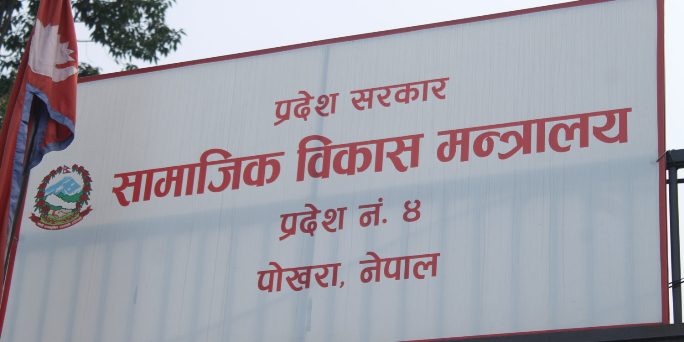 प्रदेश सरकार
सामाजिक विकास मन्त्रालय
प्रदेश नं. ४
पोखरा, नेपाल